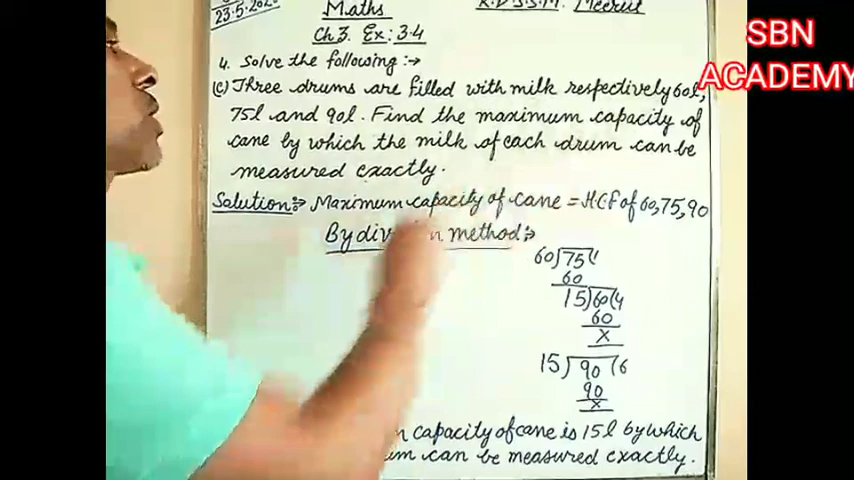 23.5.202
Maths
Meerut
SBN
ACADEMY
Ch 3. Ex:- 3.4
4. Solve the following :→
(c) Three drums are filled with milk respectively 60l,
75l and 90l. Find the maximum capacity of
cane by which the milk of each drum can be
measured exactly.
Solution:→ Maximum capacity of cane = HCF of 60,75,90
By method:→
60)75(1
60
15)60(4
60
X
15)90(6
90
X
capacity of cane is 15l by which
can be measured exactly.